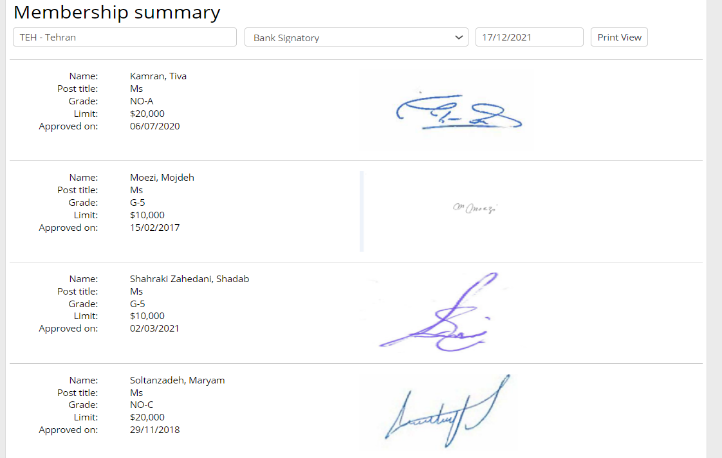 Membership summary
TEH - Tehran
Bank Signatory
17/12/2021
Print View
Name: Kamran, Tiva
Post title: Ms
Grade: NO-A
Limit: $20,000
Approved on: 06/07/2020
Name: Moezi, Mojdeh
Post title: Ms
Grade: G-5
Limit: $10,000
Approved on: 15/02/2017
Name: Shahraki Zahedani, Shadab
Post title: Ms
Grade: G-5
Limit: $10,000
Approved on: 02/03/2021
Name: Soltanzadeh, Maryam
Post title: Ms
Grade: NO-C
Limit: $20,000
Approved on: 29/11/2018